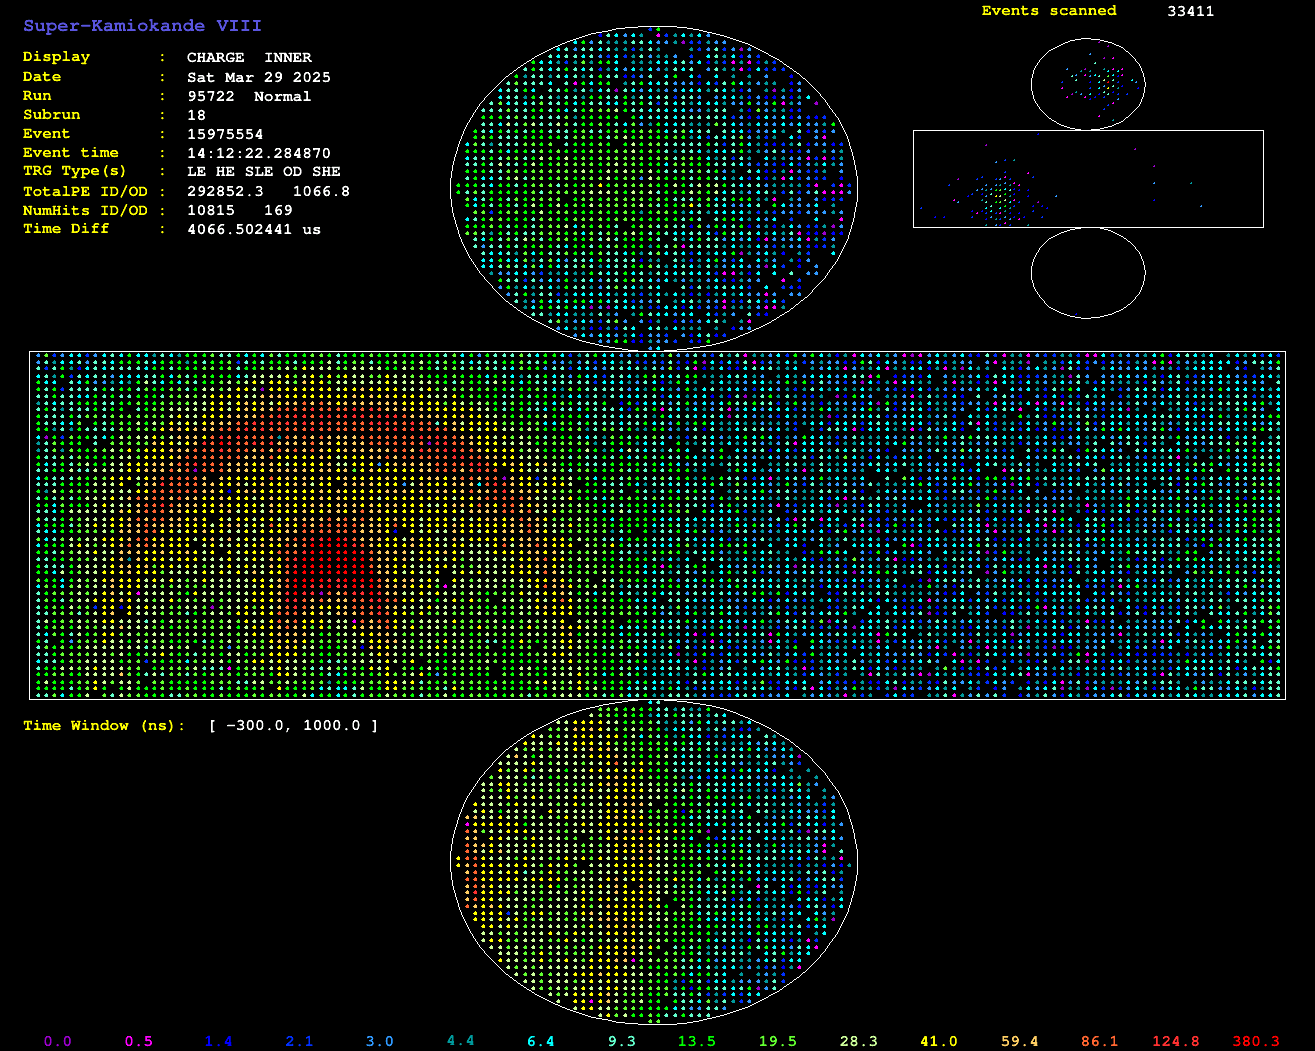 Super-Kamiokande VIII
Events scanned 33411
Display : CHARGE INNER
Date : Sat Mar 29 2025
Run : 95722 Normal
Subrun : 18
Event : 15975554
Event time : 14:12:22.284870
TRG Type(s) : LE HE SLE OD SHE
TotalPE ID/OD : 292852.3 1066.8
NumHits ID/OD : 10815 169
Time Diff : 4066.502441 us
Time Window (ns): [ -300.0, 1000.0 ]
0.0 0.5 1.4 2.1 3.0 4.4 6.4 9.3 13.5 19.5 28.3 41.0 59.4 86.1 124.8 380.3